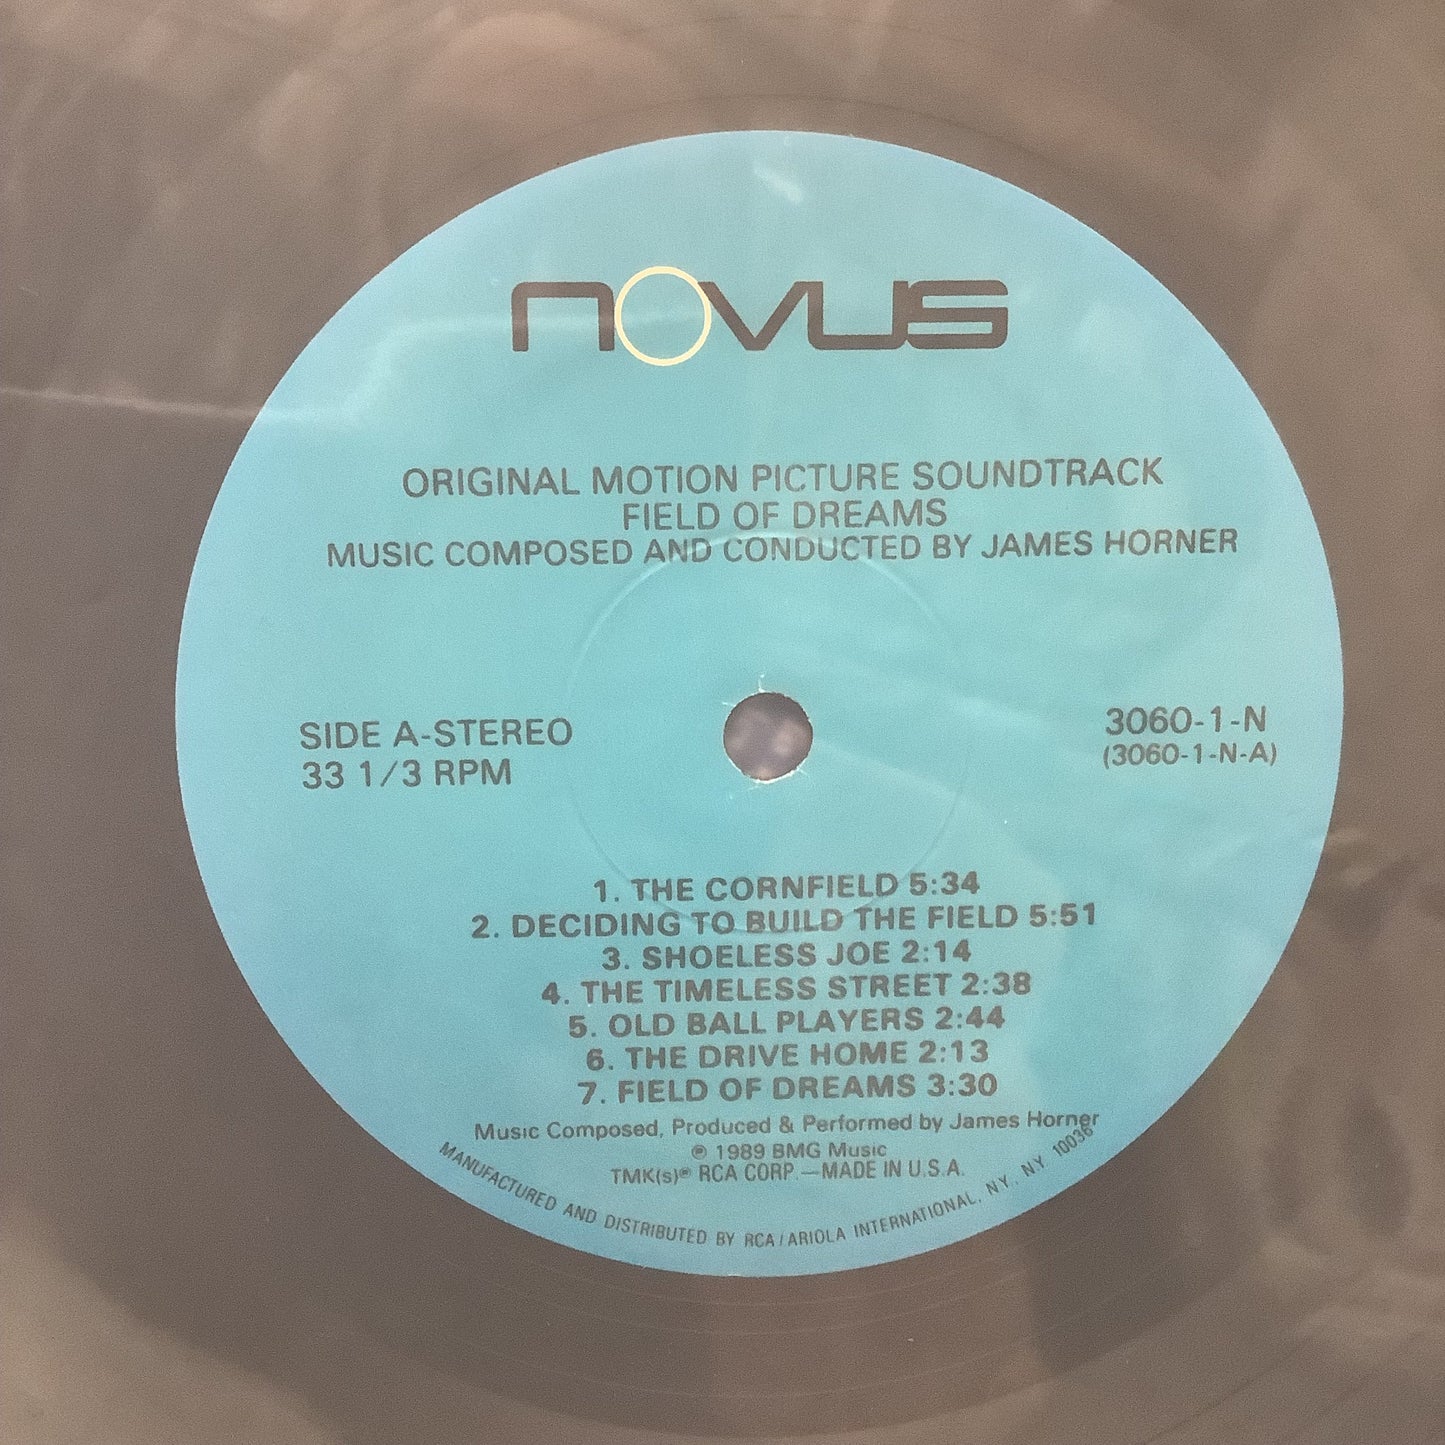 novus
ORIGINAL MOTION PICTURE SOUNDTRACK
FIELD OF DREAMS
MUSIC COMPOSED AND CONDUCTED BY JAMES HORNER
SIDE A-STEREO
33 1/3 RPM
3060-1-N
(3060-1-N-A)
1. THE CORNFIELD 5:34
2. DECIDING TO BUILD THE FIELD 5:51
3. SHOELESS JOE 2:14
4. THE TIMELESS STREET 2:38
5. OLD BALL PLAYERS 2:44
6. THE DRIVE HOME 2:13
7. FIELD OF DREAMS 3:30
Music Composed, Produced & Performed by James Horner
℗ 1989 BMG Music
TMK(s)® RCA CORP.—MADE IN U.S.A.
MANUFACTURED AND DISTRIBUTED BY RCA/ARIOLA INTERNATIONAL, NY., NY 10036